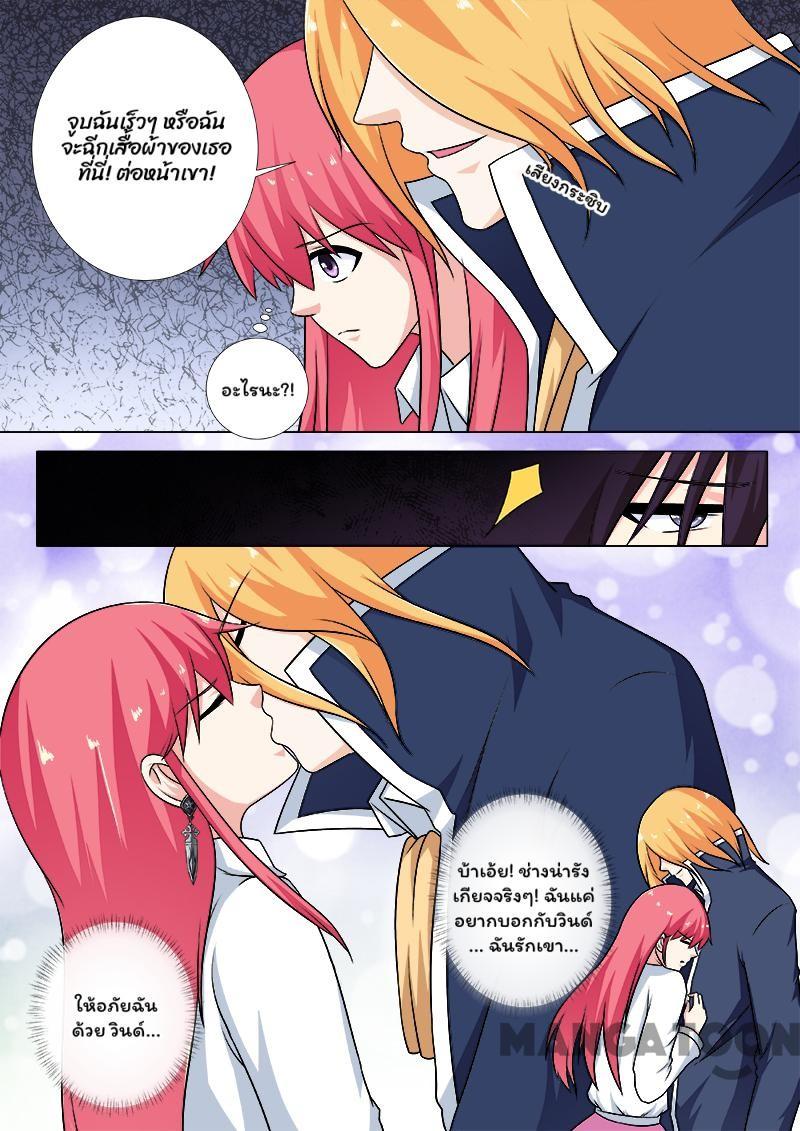 จูบฉันเร็วๆ หรือฉัน
จะฉีกเสื้อผ้าของเธอ
ที่นี่! ต่อหน้าเขา!
เสียงกระซิบ
อะไรนะ?!
บ้าเอ้ย! ช่างน่ารัง
เกียจจริงๆ! ฉันแค่
อยากบอกกับวินด์
... ฉันรักเขา...
ให้อภัยฉัน
ด้วย วินด์...
MANGATOON